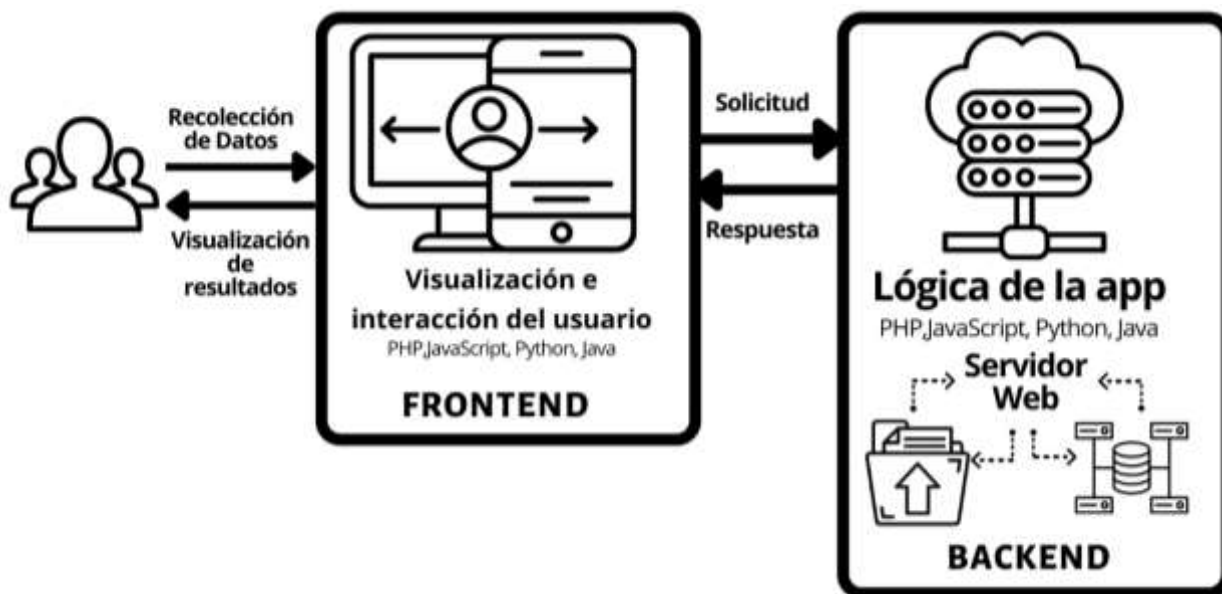 Recolección
de Datos
Visualización
de
resultados
Visualización e
interacción del usuario
PHP,JavaScript, Python, Java
FRONTEND
Solicitud
Respuesta
Lógica de la app
PHP,JavaScript, Python, Java
Servidor
Web
BACKEND